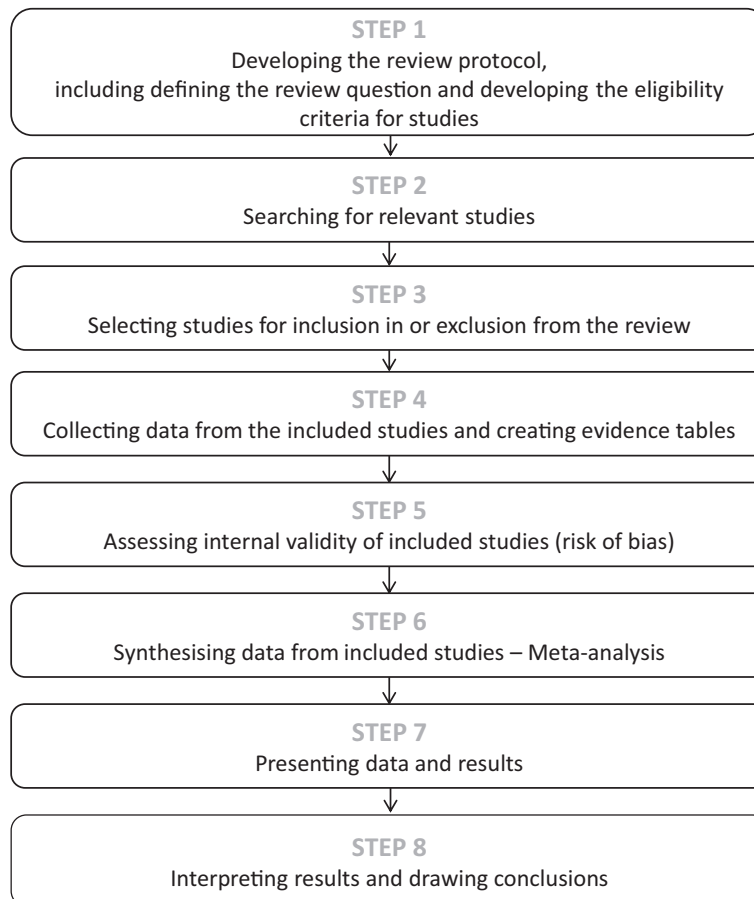 STEP 1
Developing the review protocol,
including defining the review question and developing the eligibility
criteria for studies
STEP 2
Searching for relevant studies
STEP 3
Selecting studies for inclusion in or exclusion from the review
STEP 4
Collecting data from the included studies and creating evidence tables
STEP 5
Assessing internal validity of included studies (risk of bias)
STEP 6
Synthesising data from included studies – Meta-analysis
STEP 7
Presenting data and results
STEP 8
Interpreting results and drawing conclusions